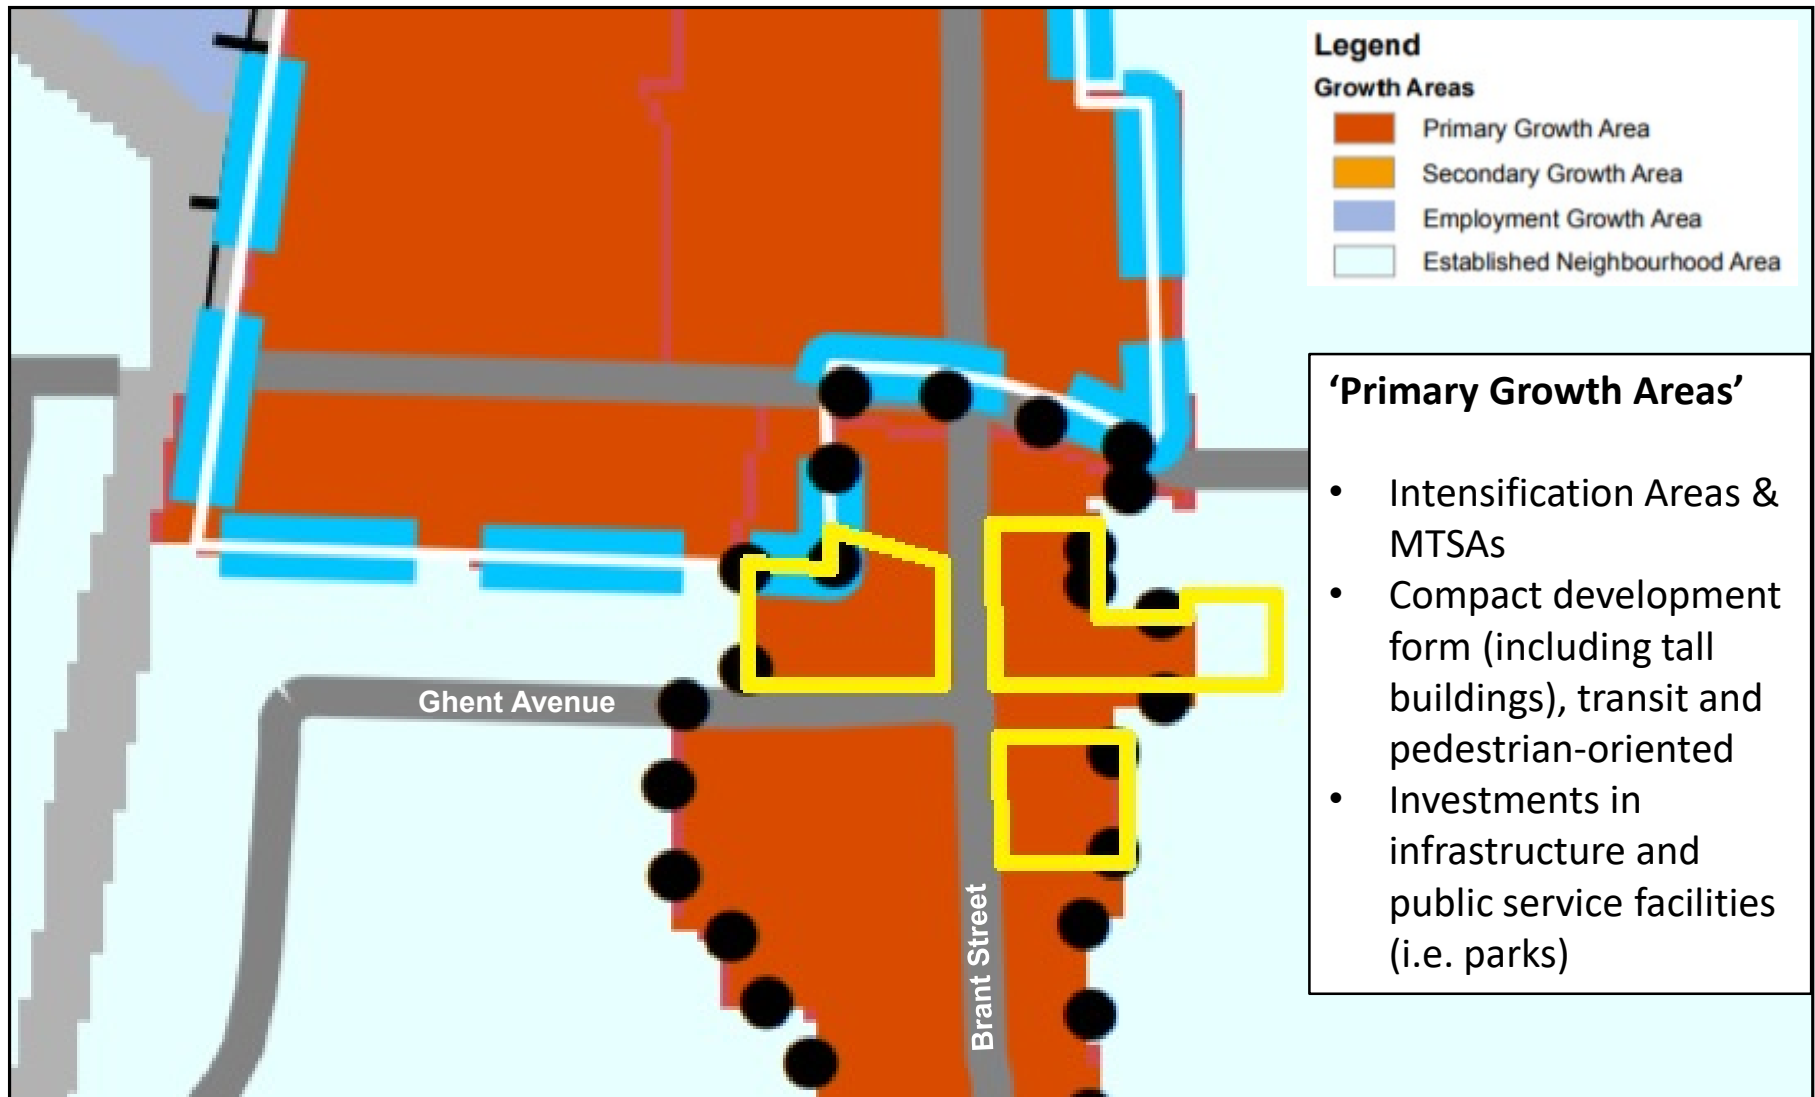 Legend
Growth Areas
Primary Growth Area
Secondary Growth Area
Employment Growth Area
Established Neighbourhood Area
‘Primary Growth Areas’
• Intensification Areas &
MTSAs
• Compact development
form (including tall
buildings), transit and
pedestrian-oriented
• Investments in
infrastructure and
public service facilities
(i.e. parks)
Ghent Avenue
Brant Street